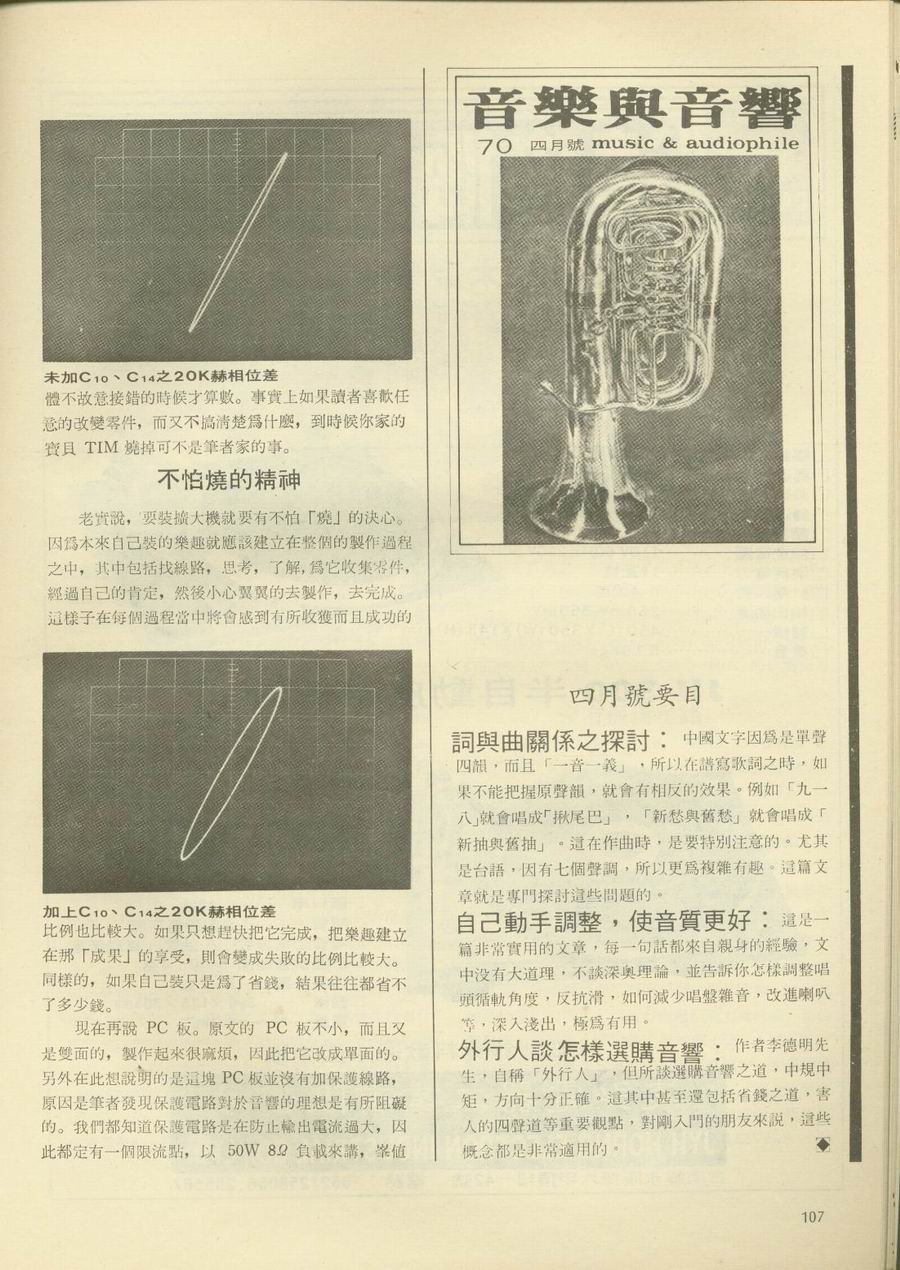 未加C10、C14之20K赫相位差
體不故意接錯的時候才算數。事實上如果讀者喜歡任
意的改變零件，而又不搞清楚爲什麼，到時候你家的
寶貝 TIM 燒掉可不是筆者家的事。
不怕燒的精神
老實說，要裝擴大機就要有不怕「燒」的決心。
因爲本來自己裝的樂趣就應該建立在整個的製作過程
之中，其中包括找線路，思考，了解，爲它收集零件，
經過自己的肯定，然後小心翼翼的去製作，去完成。
這樣子在每個過程當中將會感到有所收獲而且成功的
加上C10、C14之20K赫相位差
比例也比較大。如果只想趕快把它完成，把樂趣建立
在那「成果」的享受，則會變成失敗的比例比較大。
同樣的，如果自己裝只是爲了省錢，結果往往都省不
了多少錢。
現在再說 PC 板。原文的 PC 板不小，而且又
是雙面的，製作起來很麻煩，因此把它改成單面的。
另外在此想說明的是這塊 PC 板並沒有加保護線路，
原因是筆者發現保護電路對於音響的理想是有所阻礙
的。我們都知道保護電路是在防止輸出電流過大，因
此都定有一個限流點，以 50W 8Ω 負載來講，峯值
音樂與音響
70 四月號 music & audiophile
四月號要目
詞與曲關係之探討：中國文字因爲是單聲
四韻，而且「一音一義」，所以在譜寫歌詞之時，如
果不能把握原聲韻，就會有相反的效果。例如「九一
八」就會唱成「揪尾巴」，「新愁與舊愁」就會唱成「
新抽與舊抽」。這在作曲時，是要特別注意的。尤其
是台語，因有七個聲調，所以更爲複雜有趣。這篇文
章就是專門探討這些問題的。
自己動手調整，使音質更好：這是一
篇非常實用的文章，每一句話都來自親身的經驗，文
中沒有大道理，不談深奧理論，並告訴你怎樣調整唱
頭循軌角度，反抗滑，如何減少唱盤雜音，改進喇叭
等，深入淺出，極爲有用。
外行人談怎樣選購音響：作者李德明先
生，自稱「外行人」，但所談選購音響之道，中規中
矩，方向十分正確。這其中甚至還包括省錢之道，害
人的四聲道等重要觀點，對剛入門的朋友來說，這些
概念都是非常適用的。
107